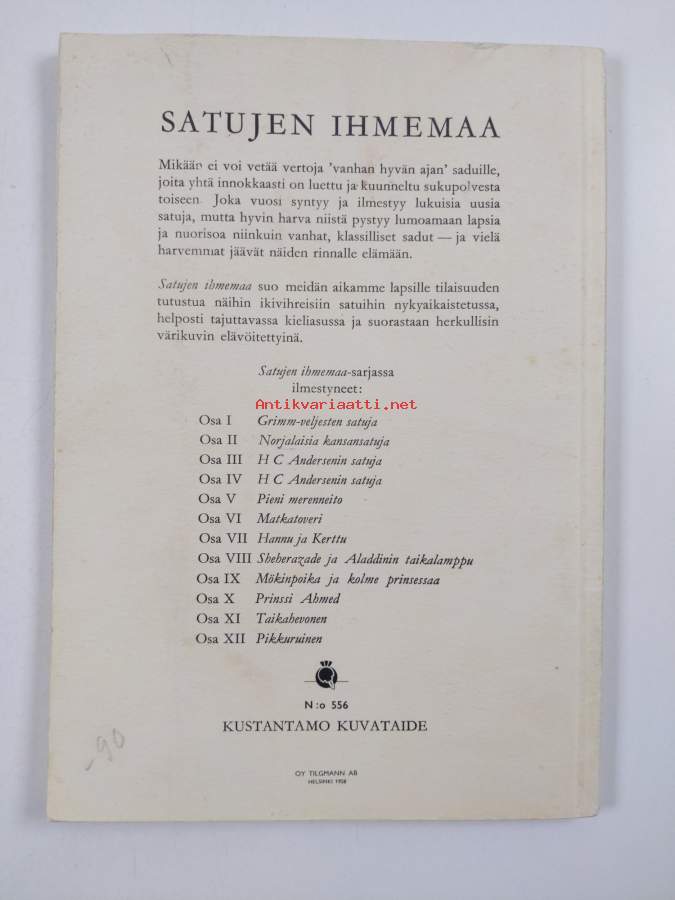 SATUJEN IHMEMAA
Mikään ei voi vetää vertoja 'vanhan hyvän ajan' saduille,
joita yhtä innokkaasti on luettu ja kuunneltu sukupolvesta
toiseen. Joka vuosi syntyy ja ilmestyy lukuisia uusia
satuja, mutta hyvin harva niistä pystyy lumoamaan lapsia
ja nuorisoa niinkuin vanhat, klassilliset sadut — ja vielä
harvemmat jäävät näiden rinnalle elämään.
Satujen ihmemaa suo meidän aikamme lapsille tilaisuuden
tutustua näihin ikivihreisiin satuihin nykyaikaistetussa,
helposti tajuttavassa kieliasussa ja suorastaan herkullisin
värikuvin elävöitettyinä.
Satujen ihmemaa-sarjassa
ilmestyneet:
Antikvariaatti.net
Osa I Grimm-veljesten satuja
Osa II Norjalaisia kansansatuja
Osa III H C Andersenin satuja
Osa IV H C Andersenin satuja
Osa V Pieni merenneito
Osa VI Matkatoveri
Osa VII Hannu ja Kerttu
Osa VIII Sheherazade ja Aladdinin taikalamppu
Osa IX Mökinpoika ja kolme prinsessaa
Osa X Prinssi Ahmed
Osa XI Taikahevonen
Osa XII Pikkuruinen
N:o 556
KUSTANTAMO KUVATAIDE
-90
OY TILGMANN AB
HELSINKI 1958